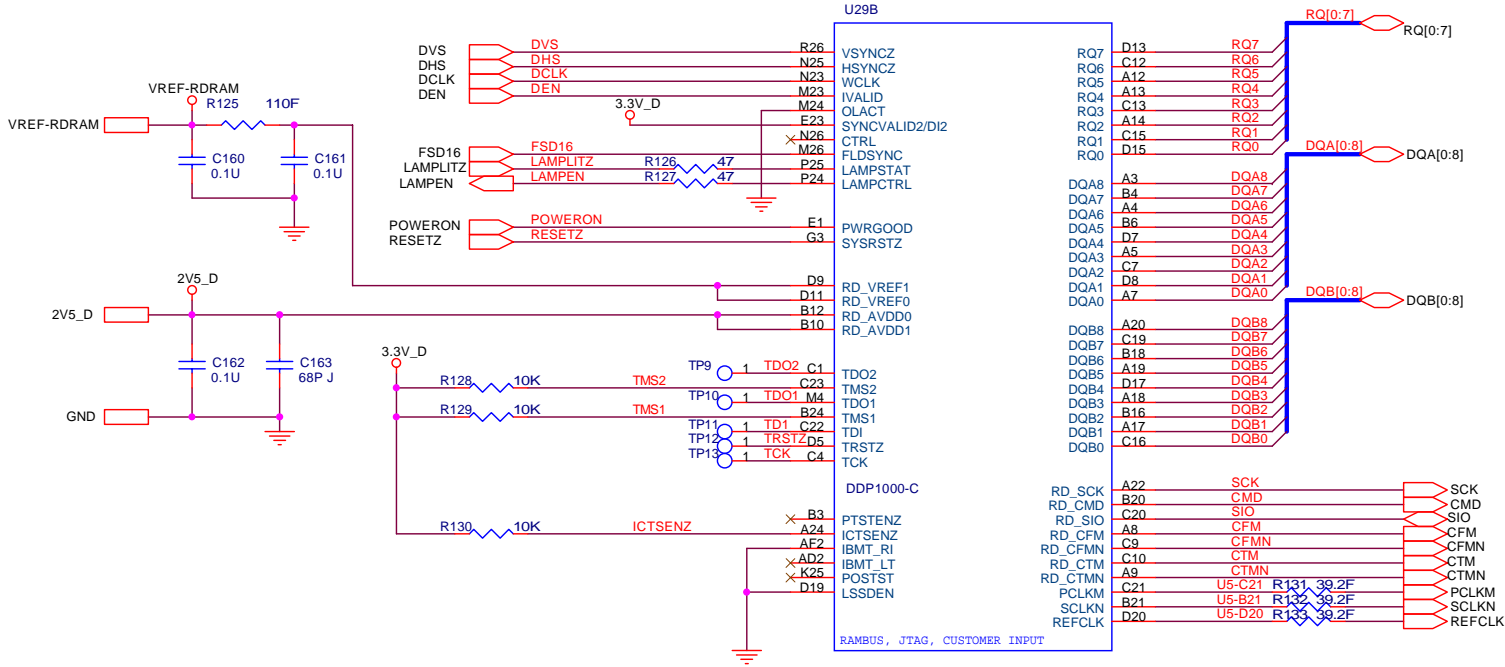 U29B
DVS DVS R26 VSYNCZ
DHS DHS N25 HSYNCZ
DCLK DCLK N23 WCLK
DEN DEN M23 IVALID
M24 OLACT
3.3V_D E23 SYNCVALID2/DI2
N26 CTRL
FSD16 FSD16 M26 FLDSYNC
LAMPLITZ LAMPLITZ R126 47 P25 LAMPSTAT
LAMPEN LAMPEN R127 47 P24 LAMPCTRL
POWERON POWERON E1 PWRGOOD
RESETZ RESETZ G3 SYSRSTZ
D9 RD_VREF1
D11 RD_VREF0
B12 RD_AVDD0
B10 RD_AVDD1
VREF-RDRAM
R125 110F
VREF-RDRAM
C160 0.1U
C161 0.1U
2V5_D
2V5_D
C162 0.1U
C163 68P J
GND
3.3V_D
TP9 1 TDO2 C1 TDO2
R128 10K TMS2 C23 TMS2
TP10 1 TDO1 M4 TDO1
R129 10K TMS1 B24 TMS1
TP11 1 TD1 C22 TDI
TP12 1 TRSTZ D5 TRSTZ
TP13 1 TCK C4 TCK
DDP1000-C
B3 PTSTENZ
R130 10K ICTSENZ A24 ICTSENZ
AF2 IBMT_RI
AD2 IBMT_LT
K25 POSTST
D19 LSSDEN
RAMBUS, JTAG, CUSTOMER INPUT
RQ[0:7] RQ[0:7]
RQ7 D13 RQ7
RQ6 C12 RQ6
RQ5 A12 RQ5
RQ4 A13 RQ4
RQ3 C13 RQ3
RQ2 A14 RQ2
RQ1 C15 RQ1
RQ0 D15 RQ0
DQA[0:8] DQA[0:8]
DQA8 A3 DQA8
DQA7 B4 DQA7
DQA6 A4 DQA6
DQA5 B6 DQA5
DQA4 D7 DQA4
DQA3 A5 DQA3
DQA2 C7 DQA2
DQA1 D8 DQA1
DQA0 A7 DQA0
DQB[0:8] DQB[0:8]
DQB8 A20 DQB8
DQB7 C19 DQB7
DQB6 B18 DQB6
DQB5 A19 DQB5
DQB4 D17 DQB4
DQB3 A18 DQB3
DQB2 B16 DQB2
DQB1 A17 DQB1
DQB0 C16 DQB0
RD_SCK A22 SCK SCK
RD_CMD B20 CMD CMD
RD_SIO C20 SIO SIO
RD_CFM A8 CFM CFM
RD_CFMN C9 CFMN CFMN
RD_CTM C10 CTM CTM
RD_CTMN A9 CTMN CTMN
PCLKM C21 U5-C21 R131 39.2F PCLKM
SCLKN B21 U5-B21 R132 39.2F SCLKN
REFCLK D20 U5-D20 R133 39.2F REFCLK